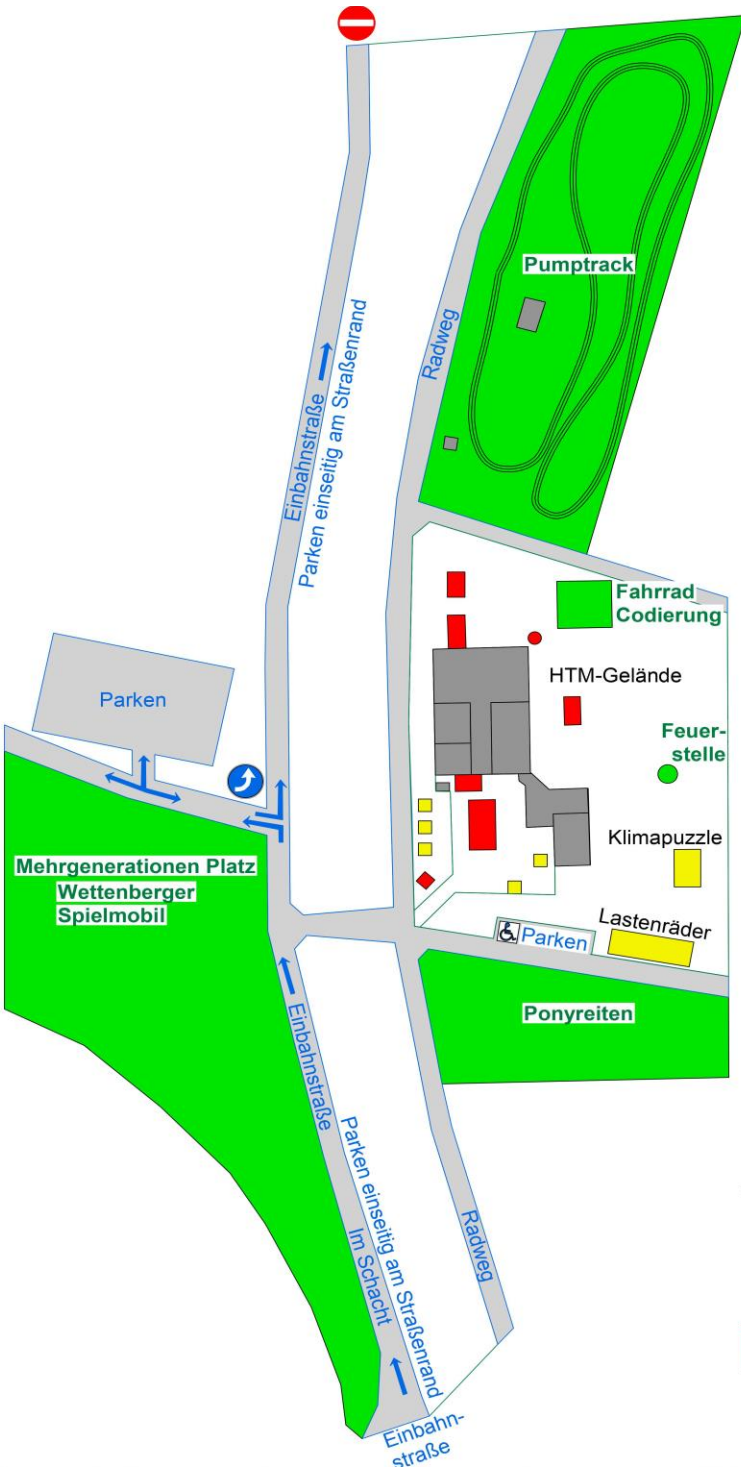 Pumptrack
Radweg
Einbahnstraße
Parken einseitig am Straßenrand
Fahrrad
Codierung
HTM-Gelände
Parken
Feuer-
stelle
Klimapuzzle
Mehrgenerationen Platz
Wettenberger
Spielmobil
Lastenräder
Parken
Ponyreiten
Einbahnstraße
Parken einseitig am Straßenrand
Im Schacht
Radweg
Einbahn-
straße